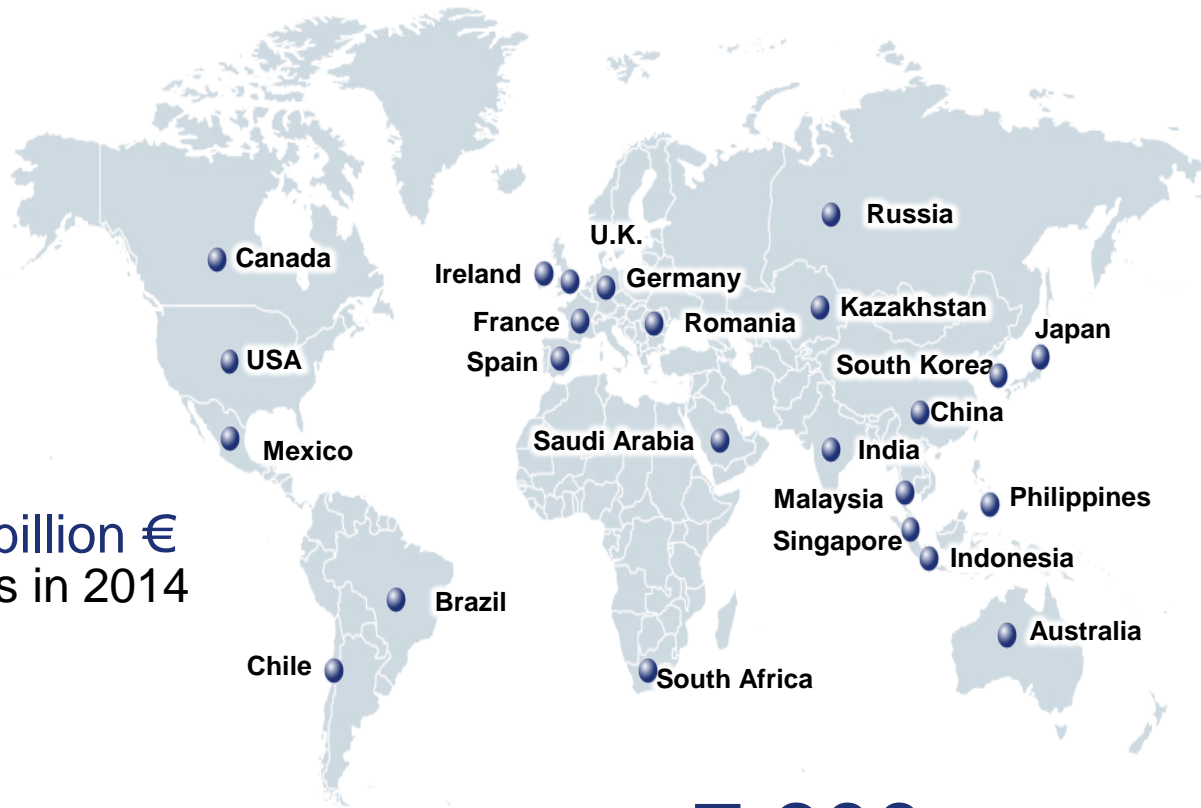 Russia
U.K.
Canada
Ireland
Germany
Kazakhstan
France
Romania
Japan
USA
Spain
South Korea
China
Saudi Arabia
India
Mexico
Malaysia
Philippines
billion €
Singapore
Indonesia
s in 2014
Brazil
Australia
Chile
South Africa